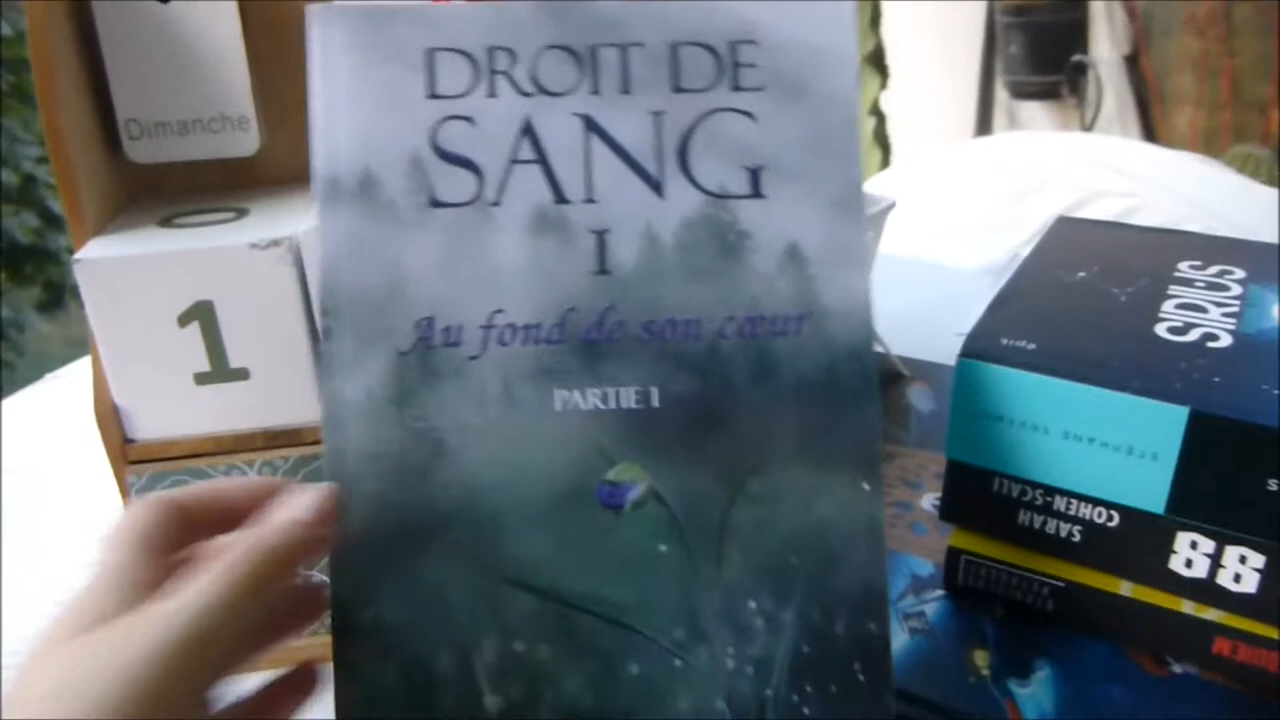 Dimanche
1
DROIT DE
SANG
I
Au fond de son cœur
PARTIE I
SIRIUS
STÉPHANE SERVANT
SARAH
COHEN-SCALI
88